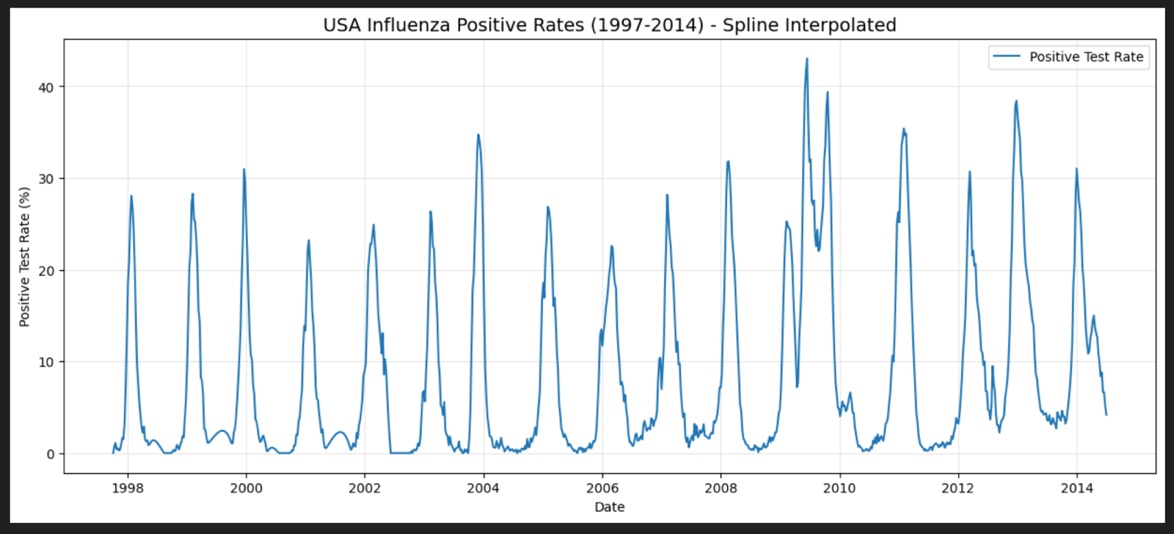 USA Influenza Positive Rates (1997-2014) - Spline Interpolated
Positive Test Rate
Positive Test Rate (%)
40
30
20
10
0
1998 2000 2002 2004 2006 2008 2010 2012 2014
Date